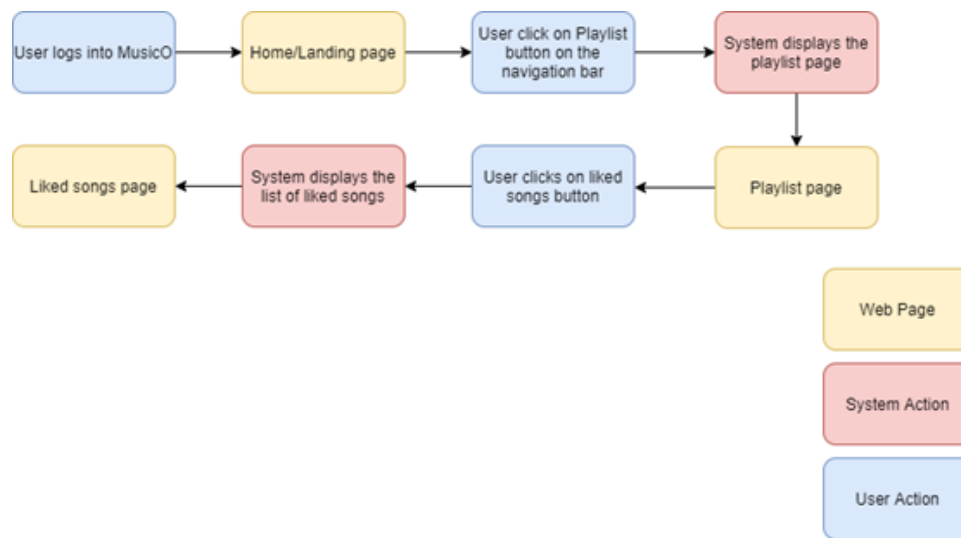 User logs into MusicO
Home/Landing page
User click on Playlist
button on the
navigation bar
System displays the
playlist page
Liked songs page
System displays the
list of liked songs
User clicks on liked
songs button
Playlist page
Web Page
System Action
User Action